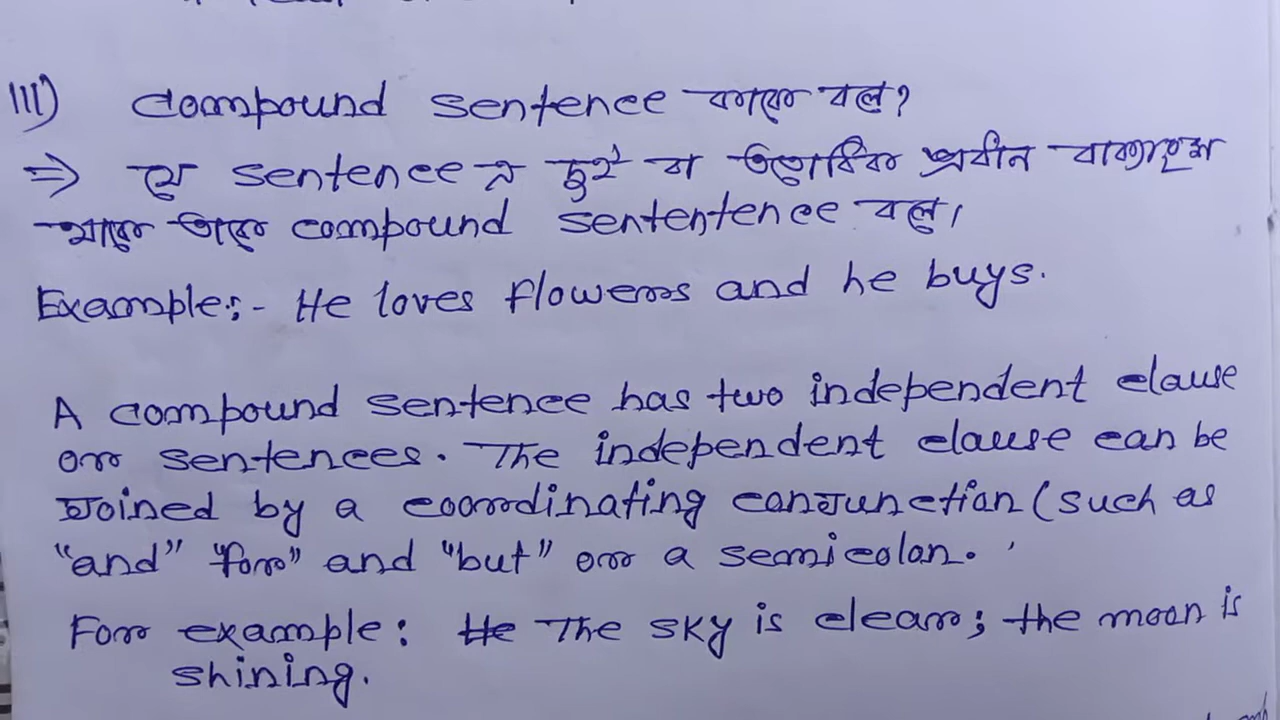 III) Compound sentence কাকে বলে?
⇒ যে sentence এ দুই বা ততোধিক প্রধীন বাক্যাংশ
থাকে তাকে compound sententence বলে।
Example:- He loves flowers and he buys.
A compound sentence has two independent clause
or sentences. The independent clause can be
joined by a coordinating conjunction (such as
"and" "for" and "but" or a semicolon.
For example: He The sky is clear; the moon is
shining.